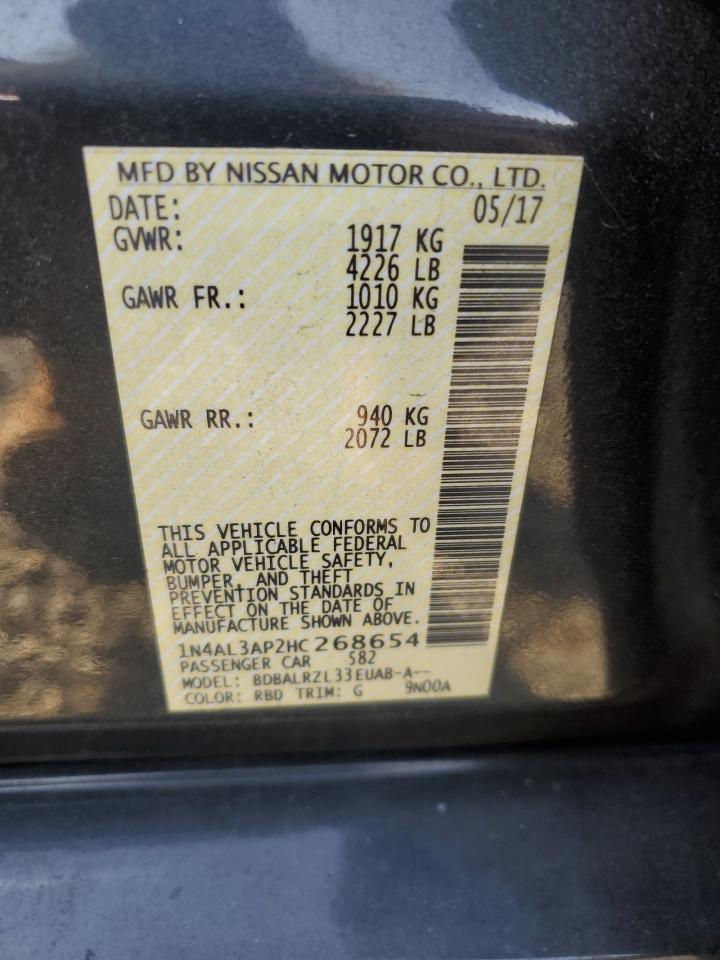 MFD BY NISSAN MOTOR CO., LTD.
DATE: 05/17
GVWR: 1917 KG
4226 LB
GAWR FR.: 1010 KG
2227 LB
GAWR RR.: 940 KG
2072 LB
THIS VEHICLE CONFORMS TO
ALL APPLICABLE FEDERAL
MOTOR VEHICLE SAFETY,
BUMPER, AND THEFT
PREVENTION STANDARDS IN
EFFECT ON THE DATE OF
MANUFACTURE SHOWN ABOVE.
1N4AL3AP2HC268654
PASSENGER CAR 582
MODEL: BDBALRZL33EUAB-A--
COLOR: RBD TRIM: G 9N00A